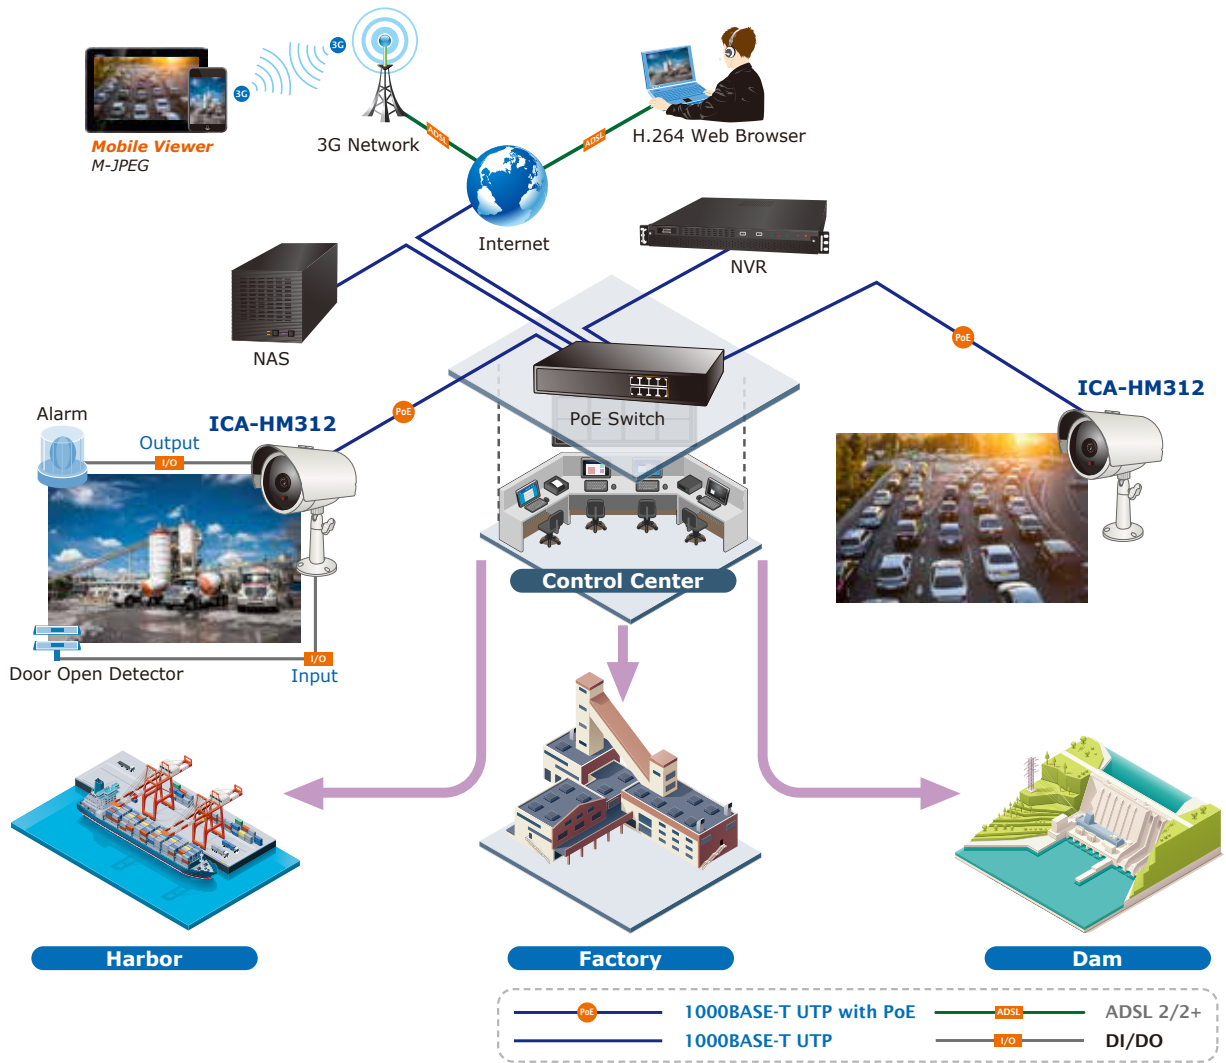 3G
3G
Mobile Viewer
M-JPEG
3G Network
ADSL
ADSL
H.264 Web Browser
Internet
NVR
NAS
PoE
PoE
ICA-HM312
PoE Switch
Alarm
Output
I/O
ICA-HM312
Control Center
Door Open Detector
I/O
Input
Harbor
Factory
Dam
PoE 1000BASE-T UTP with PoE
ADSL ADSL 2/2+
1000BASE-T UTP
I/O DI/DO